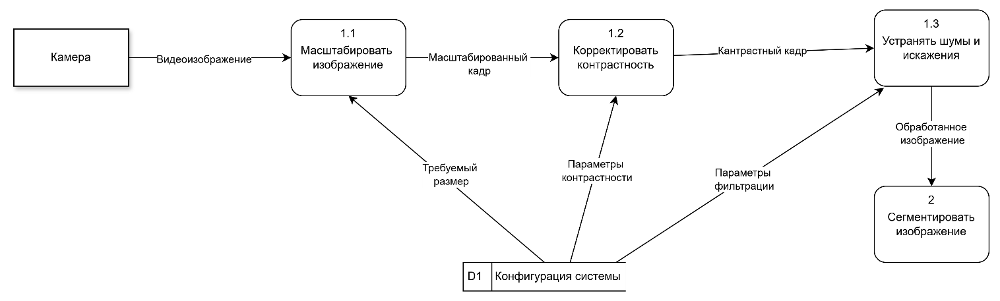 Камера
Видеоизображение
1.1
Масштабировать
изображение
Масштабированный
кадр
1.2
Корректировать
контрастность
Кантрастный кадр
1.3
Устранять шумы и
искажения
Обработанное
изображение
Требуемый
размер
Параметры
контрастности
Параметры
фильтрации
2
Сегментировать
изображение
D1
Конфигурация системы